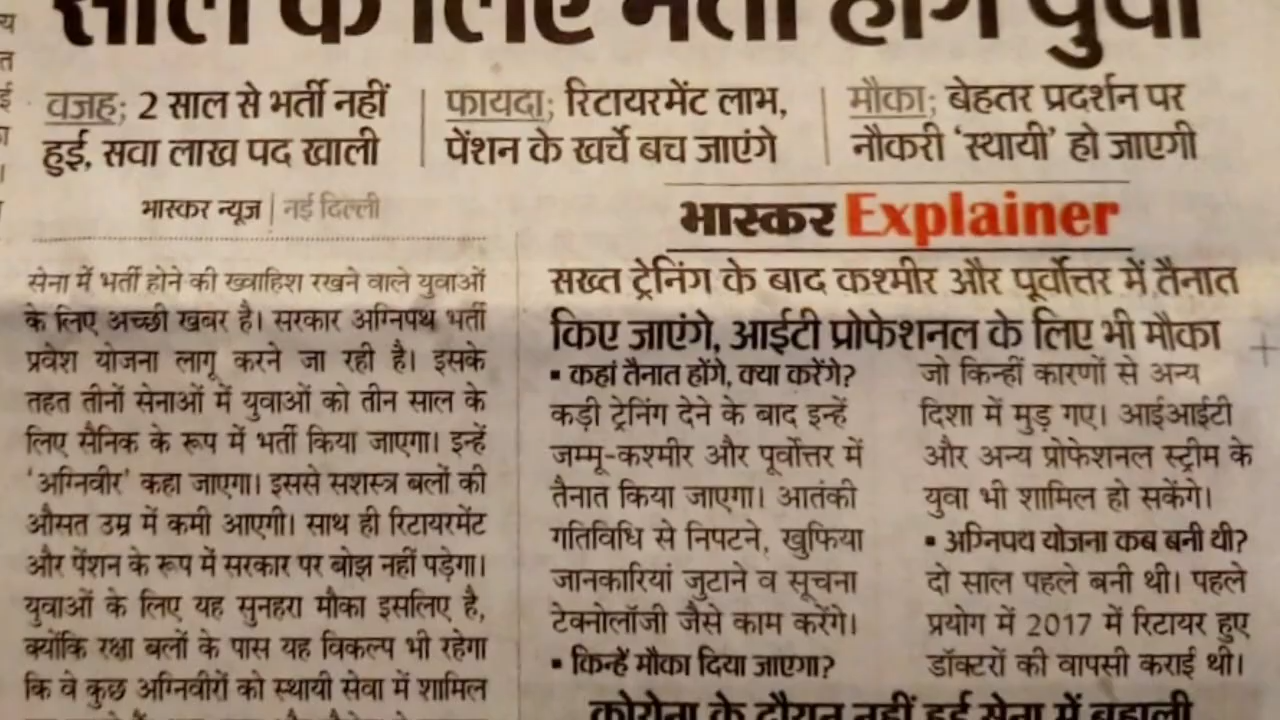 साल के लिए भर्ती होंगे युवा
वजह; 2 साल से भर्ती नहीं
हुई, सवा लाख पद खाली
फायदा; रिटायरमेंट लाभ,
पेंशन के खर्चे बच जाएंगे
मौका; बेहतर प्रदर्शन पर
नौकरी 'स्थायी' हो जाएगी
भास्कर न्यूज | नई दिल्ली
सेना में भर्ती होने की ख्वाहिश रखने वाले युवाओं
के लिए अच्छी खबर है। सरकार अग्निपथ भर्ती
प्रवेश योजना लागू करने जा रही है। इसके
तहत तीनों सेनाओं में युवाओं को तीन साल के
लिए सैनिक के रूप में भर्ती किया जाएगा। इन्हें
'अग्निवीर' कहा जाएगा। इससे सशस्त्र बलों की
औसत उम्र में कमी आएगी। साथ ही रिटायरमेंट
और पेंशन के रूप में सरकार पर बोझ नहीं पड़ेगा।
युवाओं के लिए यह सुनहरा मौका इसलिए है,
क्योंकि रक्षा बलों के पास यह विकल्प भी रहेगा
कि वे कुछ अग्निवीरों को स्थायी सेवा में शामिल
भास्कर Explainer
सख्त ट्रेनिंग के बाद कश्मीर और पूर्वोत्तर में तैनात
किए जाएंगे, आईटी प्रोफेशनल के लिए भी मौका
▪ कहां तैनात होंगे, क्या करेंगे?
कड़ी ट्रेनिंग देने के बाद इन्हें
जम्मू-कश्मीर और पूर्वोत्तर में
तैनात किया जाएगा। आतंकी
गतिविधि से निपटने, खुफिया
जानकारियां जुटाने व सूचना
टेक्नोलॉजी जैसे काम करेंगे।
▪ किन्हें मौका दिया जाएगा?
जो किन्हीं कारणों से अन्य
दिशा में मुड़ गए। आईआईटी
और अन्य प्रोफेशनल स्ट्रीम के
युवा भी शामिल हो सकेंगे।
▪ अग्निपथ योजना कब बनी थी?
दो साल पहले बनी थी। पहले
प्रयोग में 2017 में रिटायर हुए
डॉक्टरों की वापसी कराई थी।
कोरोना के दौरान नहीं हुई सेना में बहाली